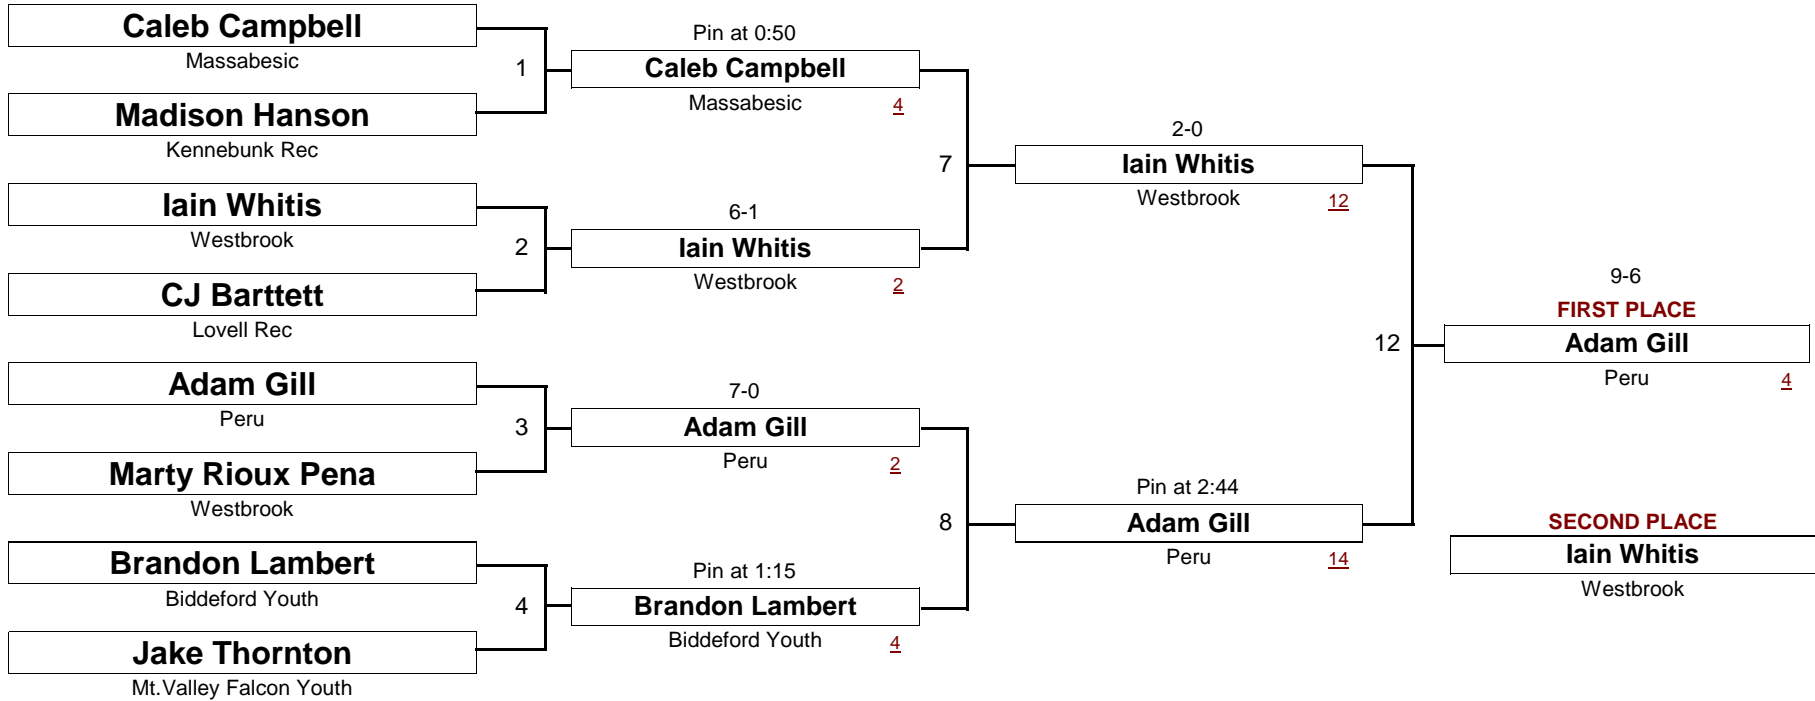 Caleb Campbell
Massabesic
1
Madison Hanson
Kennebunk Rec
Iain Whitis
Westbrook
2
CJ Barttett
Lovell Rec
Adam Gill
Peru
3
Marty Rioux Pena
Westbrook
Brandon Lambert
Biddeford Youth
4
Jake Thornton
Mt.Valley Falcon Youth
Pin at 0:50
Caleb Campbell
Massabesic 4
7
6-1
Iain Whitis
Westbrook 2
7-0
Adam Gill
Peru 2
8
Pin at 1:15
Brandon Lambert
Biddeford Youth 4
2-0
Iain Whitis
Westbrook 12
12
Pin at 2:44
Adam Gill
Peru 14
9-6
FIRST PLACE
Adam Gill
Peru 4
SECOND PLACE
Iain Whitis
Westbrook